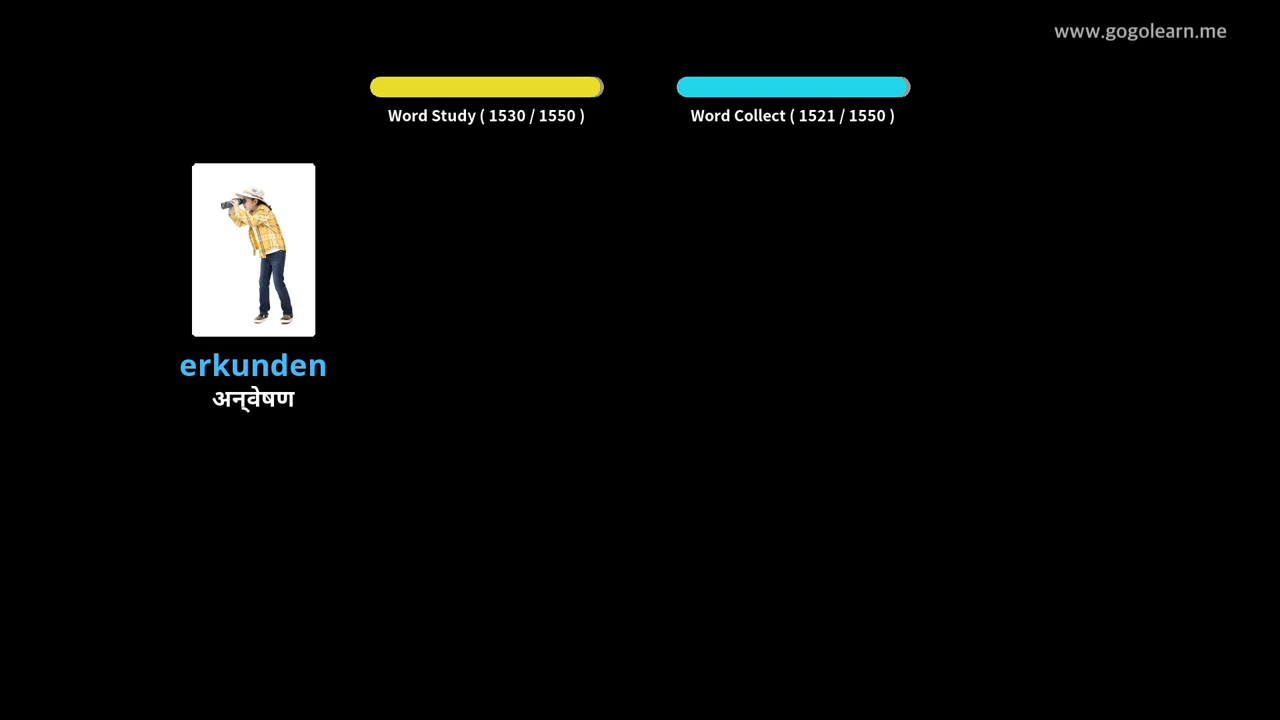 www.gogolearn.me
Word Study ( 1530 / 1550 )
Word Collect ( 1521 / 1550 )
erkunden
अन्वेषण